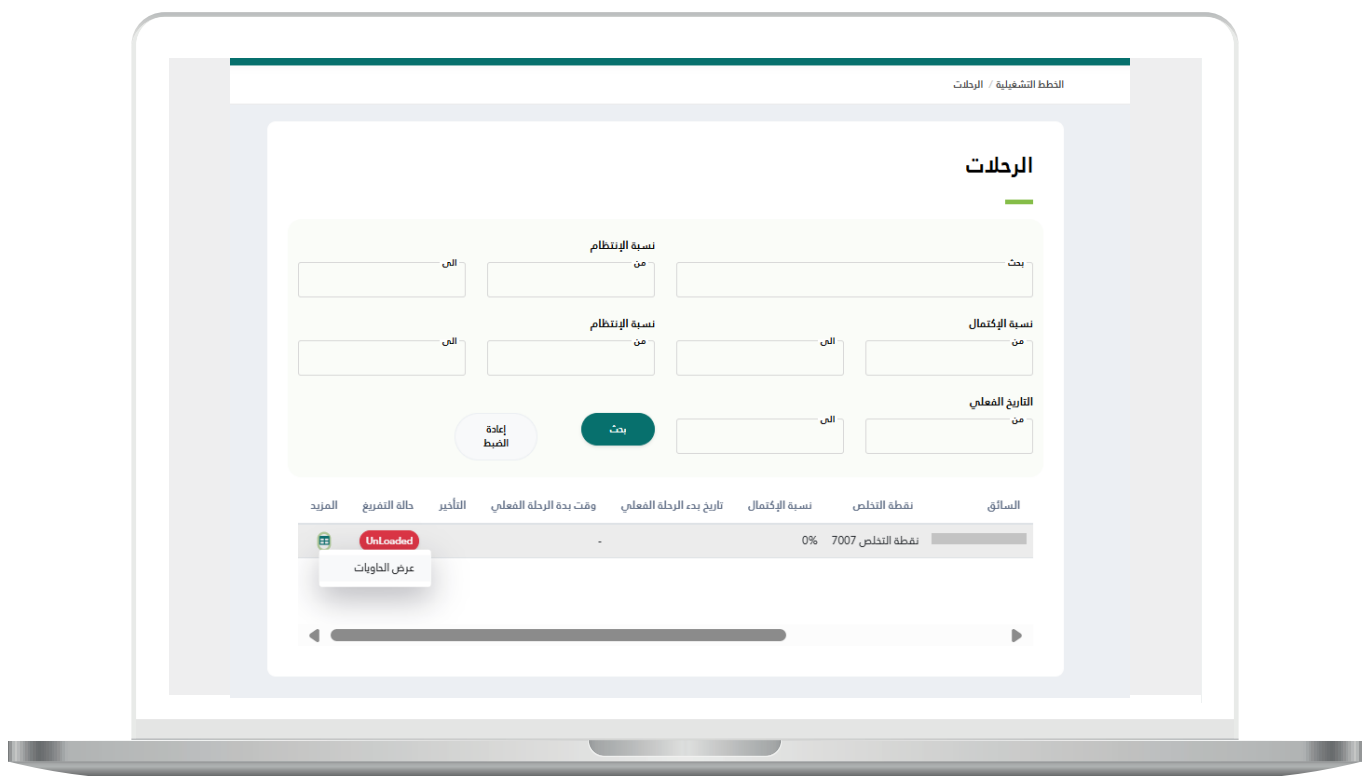 الخطط التشغيلية / الرحلات
الرحلات
نسبة الإنتظام
بحث
من
الى
نسبة الإكتمال
نسبة الإنتظام
من
الى
من
الى
التاريخ الفعلي
من
الى
بحث
إعادة
الضبط
السائق نقطة التخلص نسبة الإكتمال تاريخ بدء الرحلة الفعلي وقت بدة الرحلة الفعلي التأخير حالة التفريغ المزيد
نقطة التخلص 7007 0% - UnLoaded
عرض الحاويات